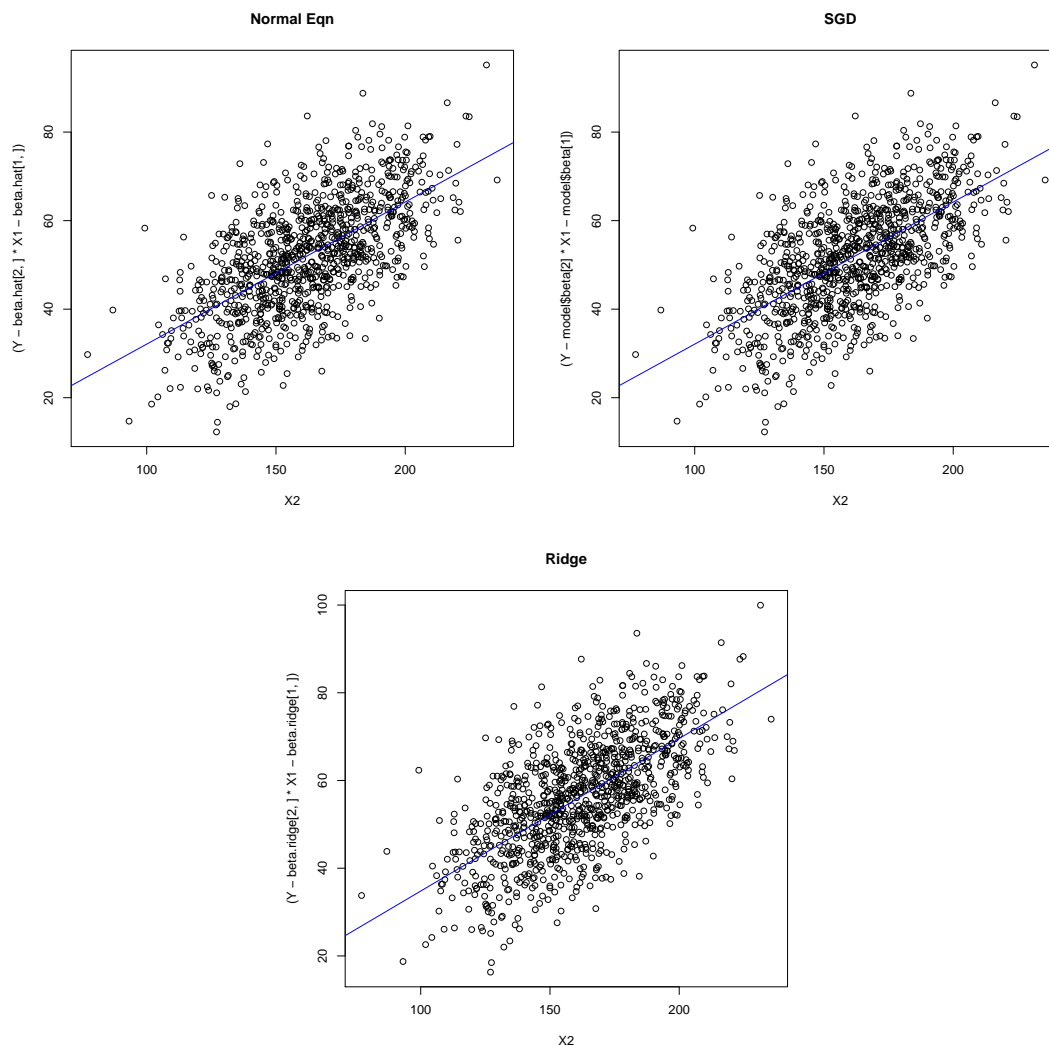 Normal Eqn
(Y − beta.hat[2, ] * X1 − beta.hat[1, ])
80
60
40
20
100 150 200
X2
SGD
(Y − model$beta[2] * X1 − model$beta[1])
80
60
40
20
100 150 200
X2
Ridge
(Y − beta.ridge[2, ] * X1 − beta.ridge[1, ])
100
80
60
40
20
100 150 200
X2